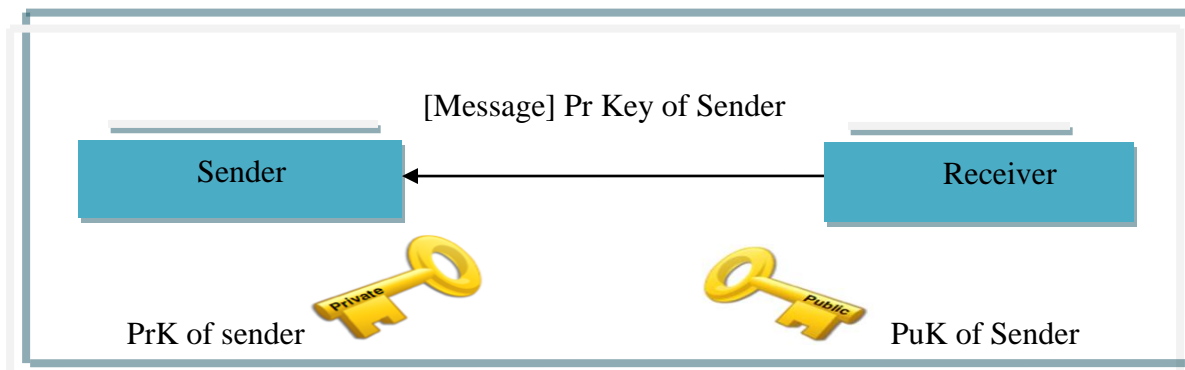 [Message] Pr Key of Sender
Sender
Receiver
Private
Public
PrK of sender
PuK of Sender